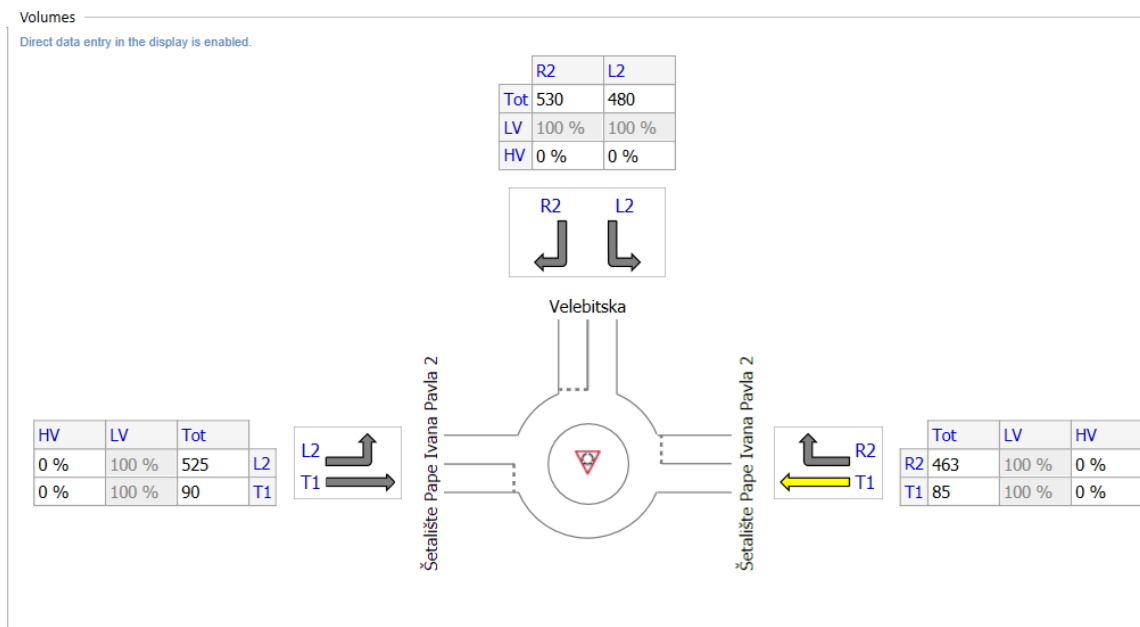 Volumes
Direct data entry in the display is enabled.
R2 L2
Tot 530 480
LV 100 % 100 %
HV 0 % 0 %
R2 L2
Velebitska
Šetalište Pape Ivana Pavla 2
Šetalište Pape Ivana Pavla 2
HV LV Tot
0 % 100 % 525 L2
0 % 100 % 90 T1
L2
T1
R2
T1
Tot LV HV
R2 463 100 % 0 %
T1 85 100 % 0 %